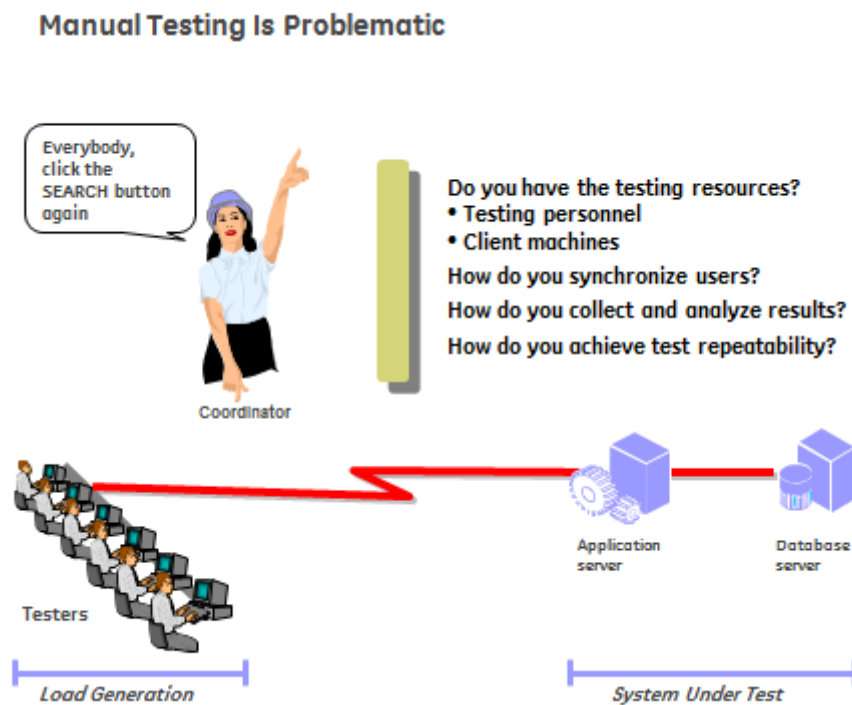 Manual Testing Is Problematic
Everybody,
click the
SEARCH button
again
Do you have the testing resources?
• Testing personnel
• Client machines
How do you synchronize users?
How do you collect and analyze results?
How do you achieve test repeatability?
Coordinator
Application
server
Database
server
Testers
Load Generation
System Under Test